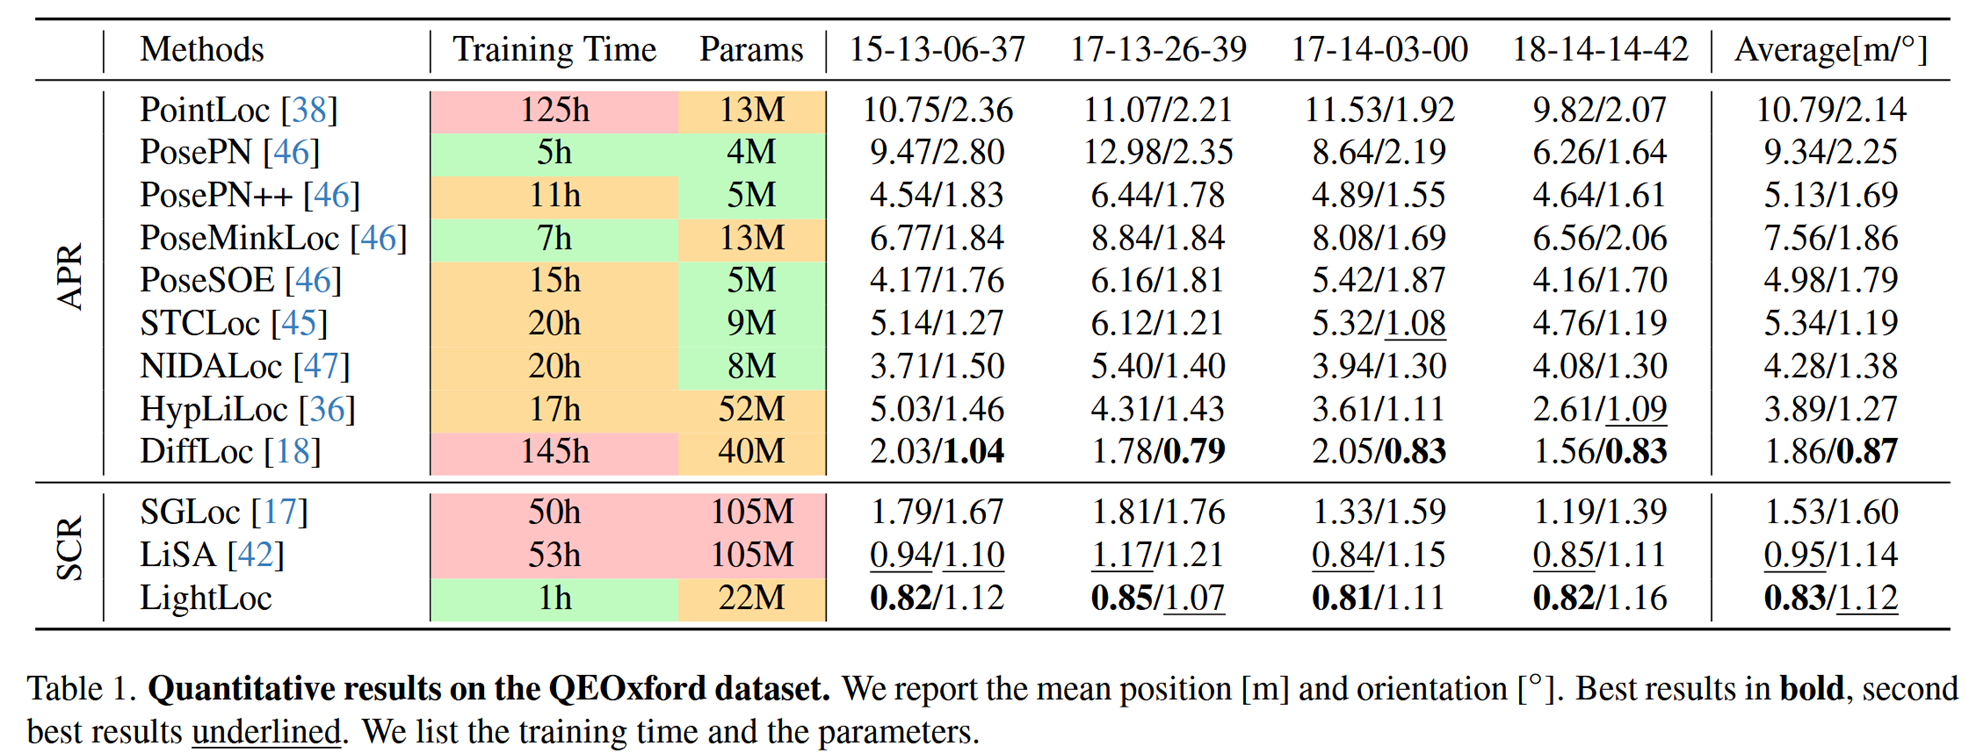 Methods Training Time Params 15-13-06-37 17-13-26-39 17-14-03-00 18-14-14-42 Average[m/°]
APR
PointLoc [38] 125h 13M 10.75/2.36 11.07/2.21 11.53/1.92 9.82/2.07 10.79/2.14
PosePN [46] 5h 4M 9.47/2.80 12.98/2.35 8.64/2.19 6.26/1.64 9.34/2.25
PosePN++ [46] 11h 5M 4.54/1.83 6.44/1.78 4.89/1.55 4.64/1.61 5.13/1.69
PoseMinkLoc [46] 7h 13M 6.77/1.84 8.84/1.84 8.08/1.69 6.56/2.06 7.56/1.86
PoseSOE [46] 15h 5M 4.17/1.76 6.16/1.81 5.42/1.87 4.16/1.70 4.98/1.79
STCLoc [45] 20h 9M 5.14/1.27 6.12/1.21 5.32/1.08 4.76/1.19 5.34/1.19
NIDALoc [47] 20h 8M 3.71/1.50 5.40/1.40 3.94/1.30 4.08/1.30 4.28/1.38
HypLiLoc [36] 17h 52M 5.03/1.46 4.31/1.43 3.61/1.11 2.61/1.09 3.89/1.27
DiffLoc [18] 145h 40M 2.03/1.04 1.78/0.79 2.05/0.83 1.56/0.83 1.86/0.87
SCR
SGLoc [17] 50h 105M 1.79/1.67 1.81/1.76 1.33/1.59 1.19/1.39 1.53/1.60
LiSA [42] 53h 105M 0.94/1.10 1.17/1.21 0.84/1.15 0.85/1.11 0.95/1.14
LightLoc 1h 22M 0.82/1.12 0.85/1.07 0.81/1.11 0.82/1.16 0.83/1.12
Table 1. Quantitative results on the QEOxford dataset. We report the mean position [m] and orientation [°]. Best results in bold, second
best results underlined. We list the training time and the parameters.